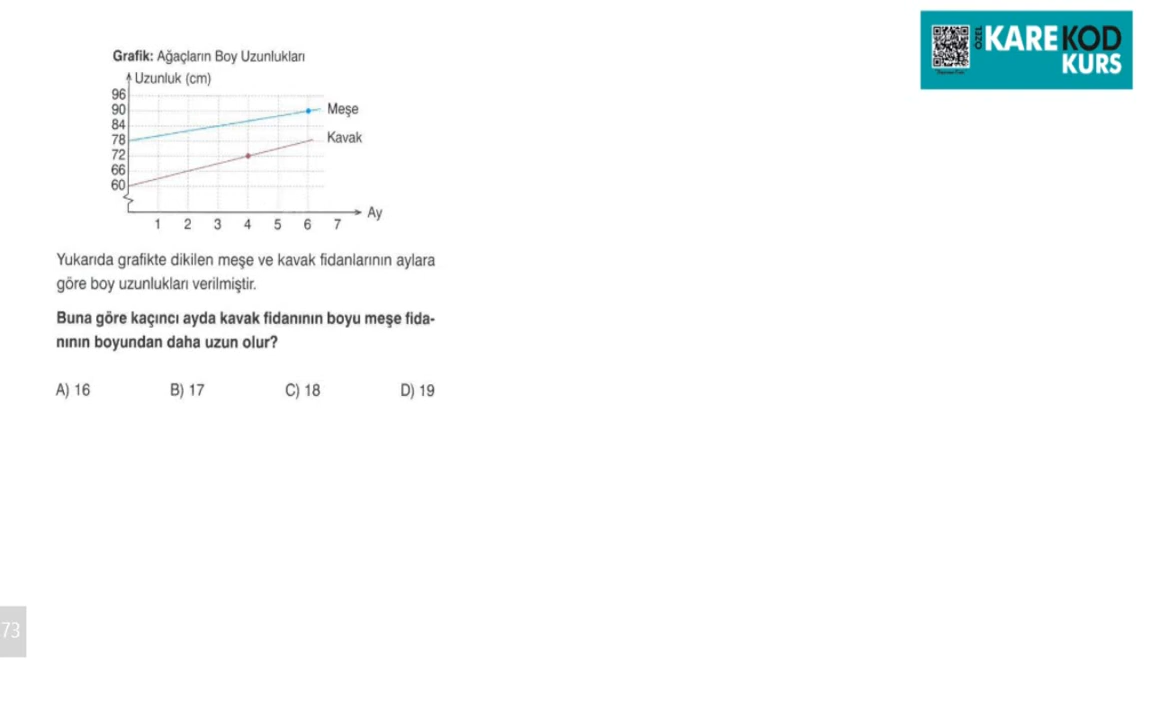 ÖZEL
KAREKOD
KURS
Grafik: Ağaçların Boy Uzunlukları
Uzunluk (cm)
96
90
84
78
72
66
60
Meşe
Kavak
Ay
1 2 3 4 5 6 7
Yukarıda grafikte dikilen meşe ve kavak fidanlarının aylara
göre boy uzunlukları verilmiştir.
Buna göre kaçıncı ayda kavak fidanının boyu meşe fida-
nının boyundan daha uzun olur?
A) 16 B) 17 C) 18 D) 19
73